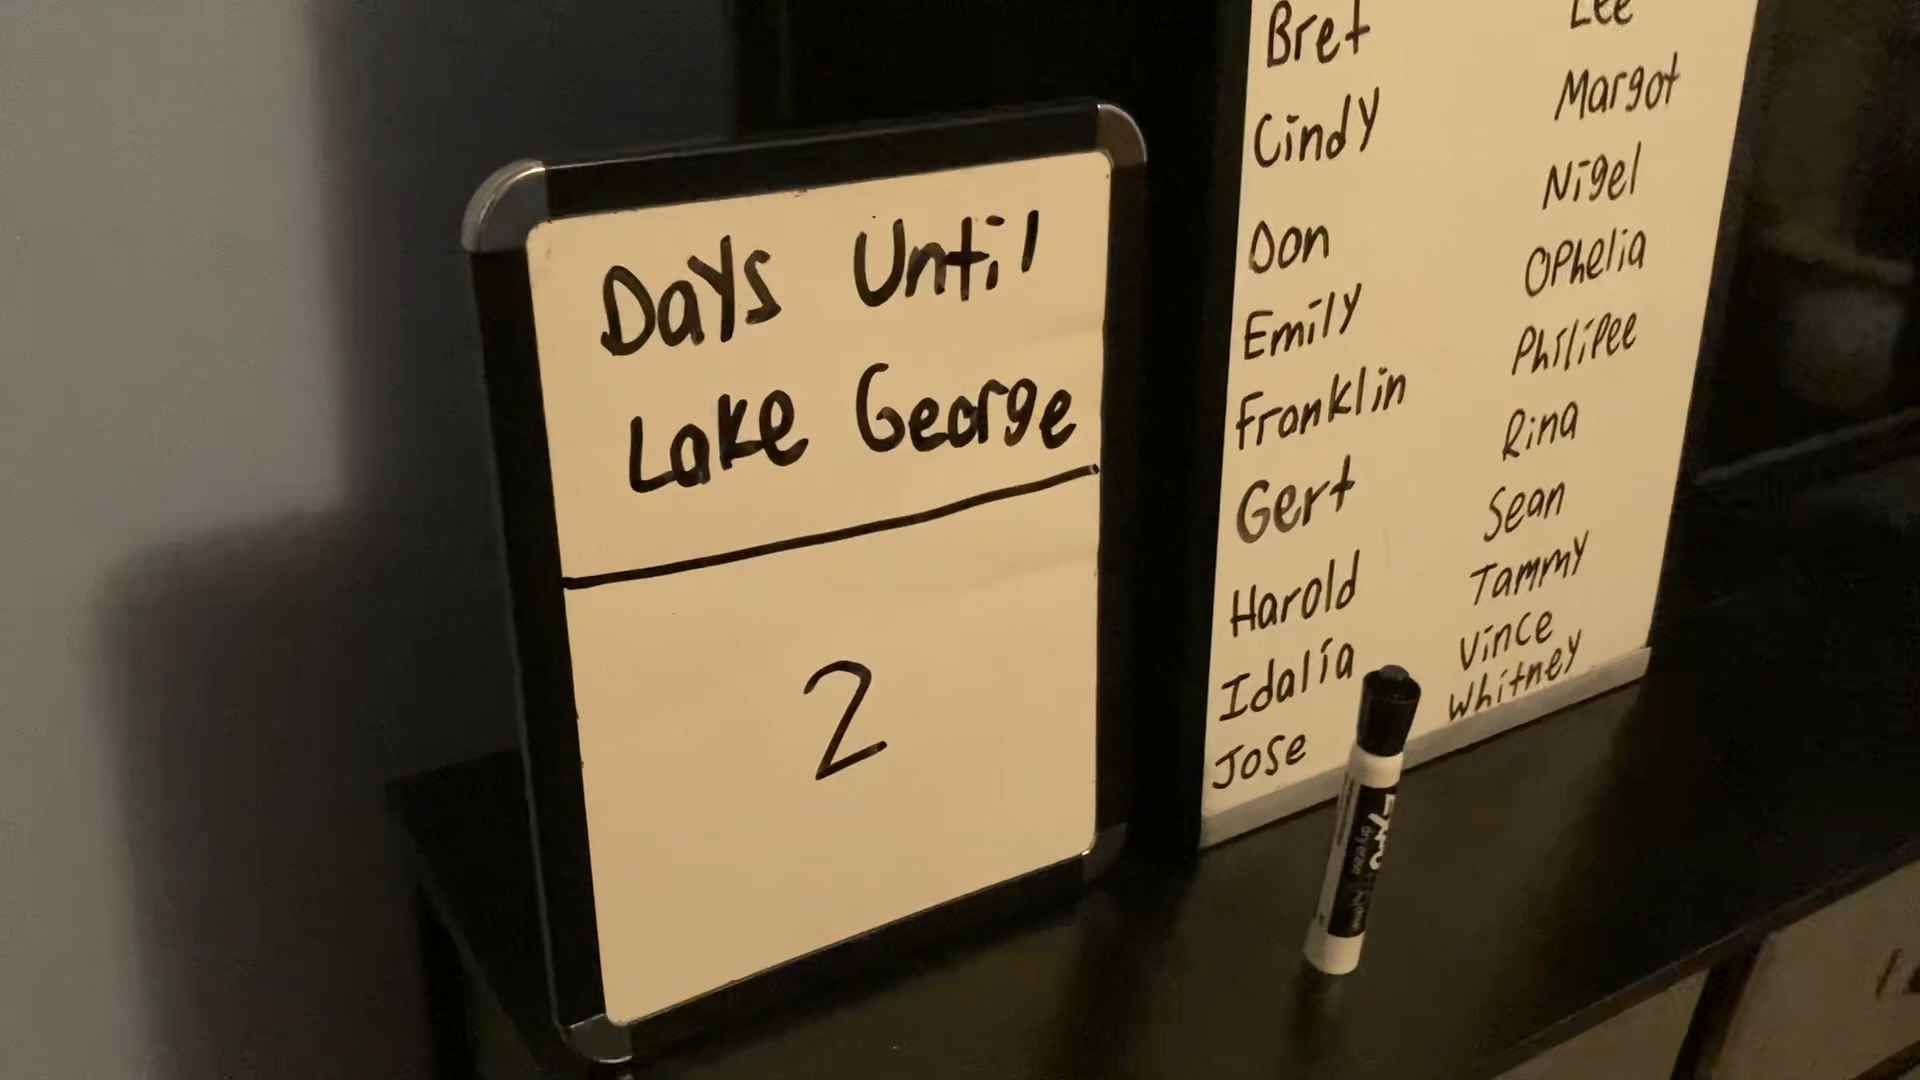 Days Until
Lake George
2
Bret
Cindy
Don
Emily
Franklin
Gert
Harold
Idalia
Jose
Lee
Margot
Nigel
Ophelia
Philipee
Rina
Sean
Tammy
Vince
Whitney
EXPO